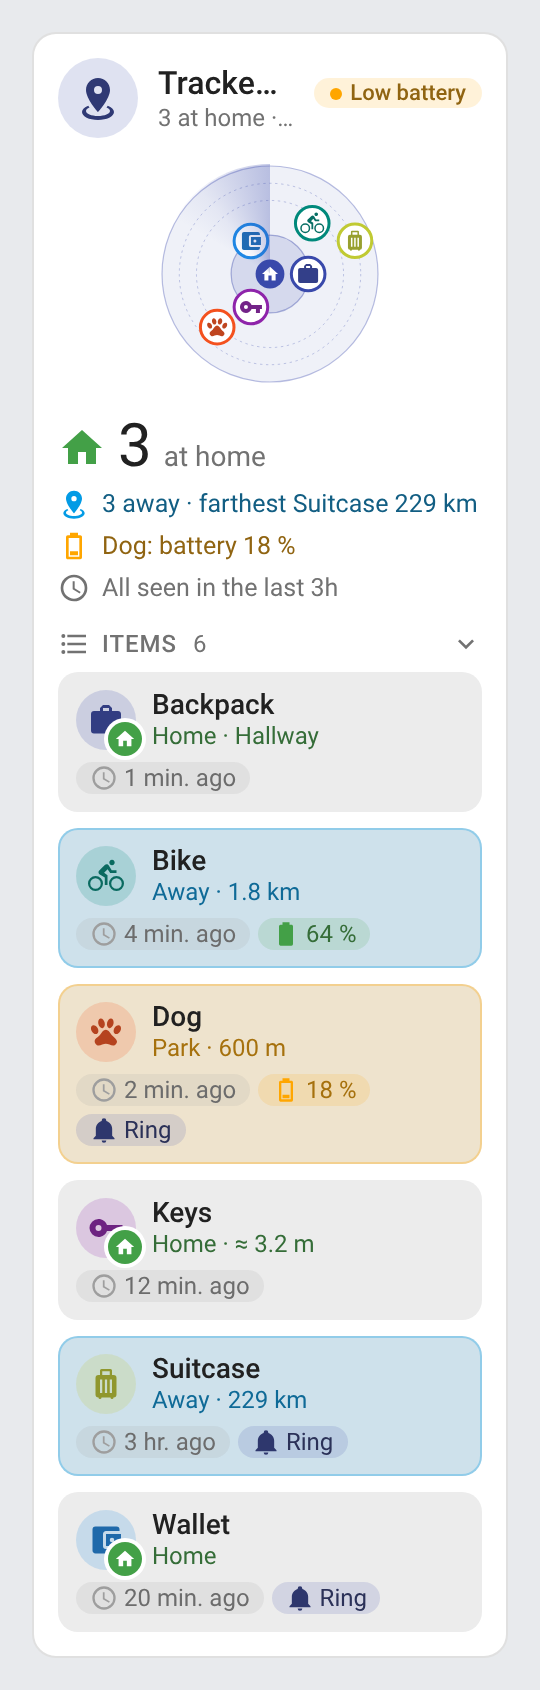 Tracke...
3 at home ·...
Low battery
3 at home
3 away · farthest Suitcase 229 km
Dog: battery 18 %
All seen in the last 3h
ITEMS 6
Backpack
Home · Hallway
1 min. ago
Bike
Away · 1.8 km
4 min. ago 64 %
Dog
Park · 600 m
2 min. ago 18 %
Ring
Keys
Home · ≈ 3.2 m
12 min. ago
Suitcase
Away · 229 km
3 hr. ago Ring
Wallet
Home
20 min. ago Ring